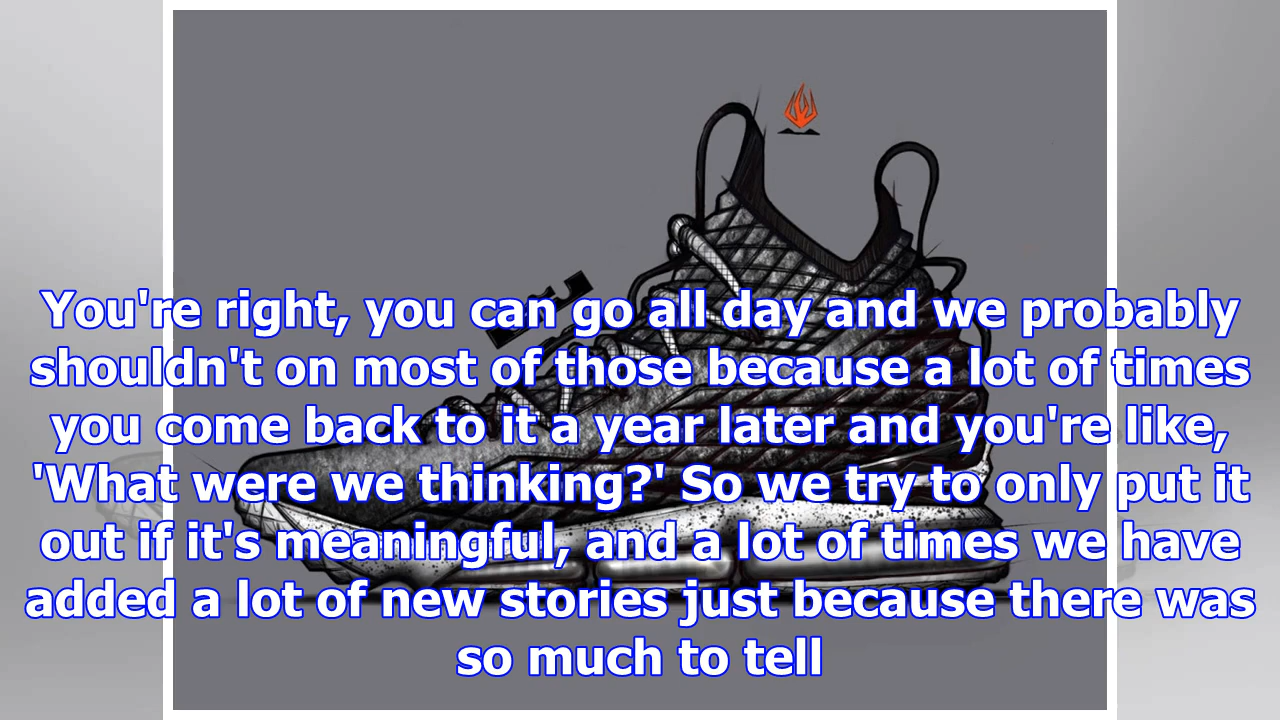 You're right, you can go all day and we probably
shouldn't on most of those because a lot of times
you come back to it a year later and you're like,
'What were we thinking?' So we try to only put it
out if it's meaningful, and a lot of times we have
added a lot of new stories just because there was
so much to tell